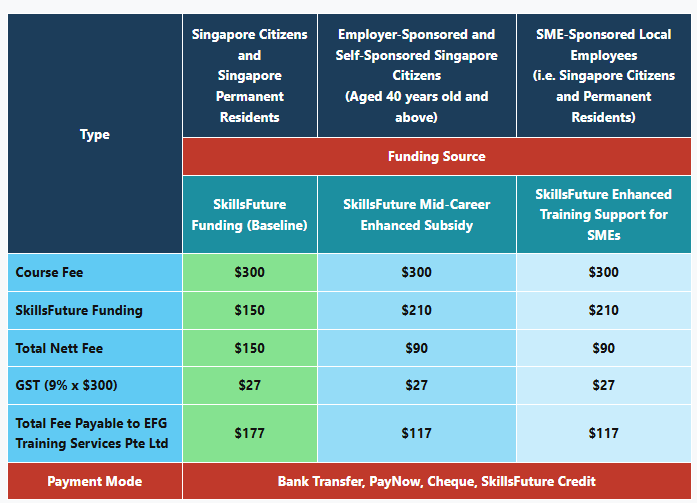 Type
Singapore Citizens
and
Singapore
Permanent
Residents
Employer-Sponsored and
Self-Sponsored Singapore
Citizens
(Aged 40 years old and
above)
SME-Sponsored Local
Employees
(i.e. Singapore Citizens
and Permanent
Residents)
Funding Source
SkillsFuture
Funding (Baseline)
SkillsFuture Mid-Career
Enhanced Subsidy
SkillsFuture Enhanced
Training Support for
SMEs
Course Fee $300 $300 $300
SkillsFuture Funding $150 $210 $210
Total Nett Fee $150 $90 $90
GST (9% x $300) $27 $27 $27
Total Fee Payable to EFG
Training Services Pte Ltd
$177 $117 $117
Payment Mode Bank Transfer, PayNow, Cheque, SkillsFuture Credit